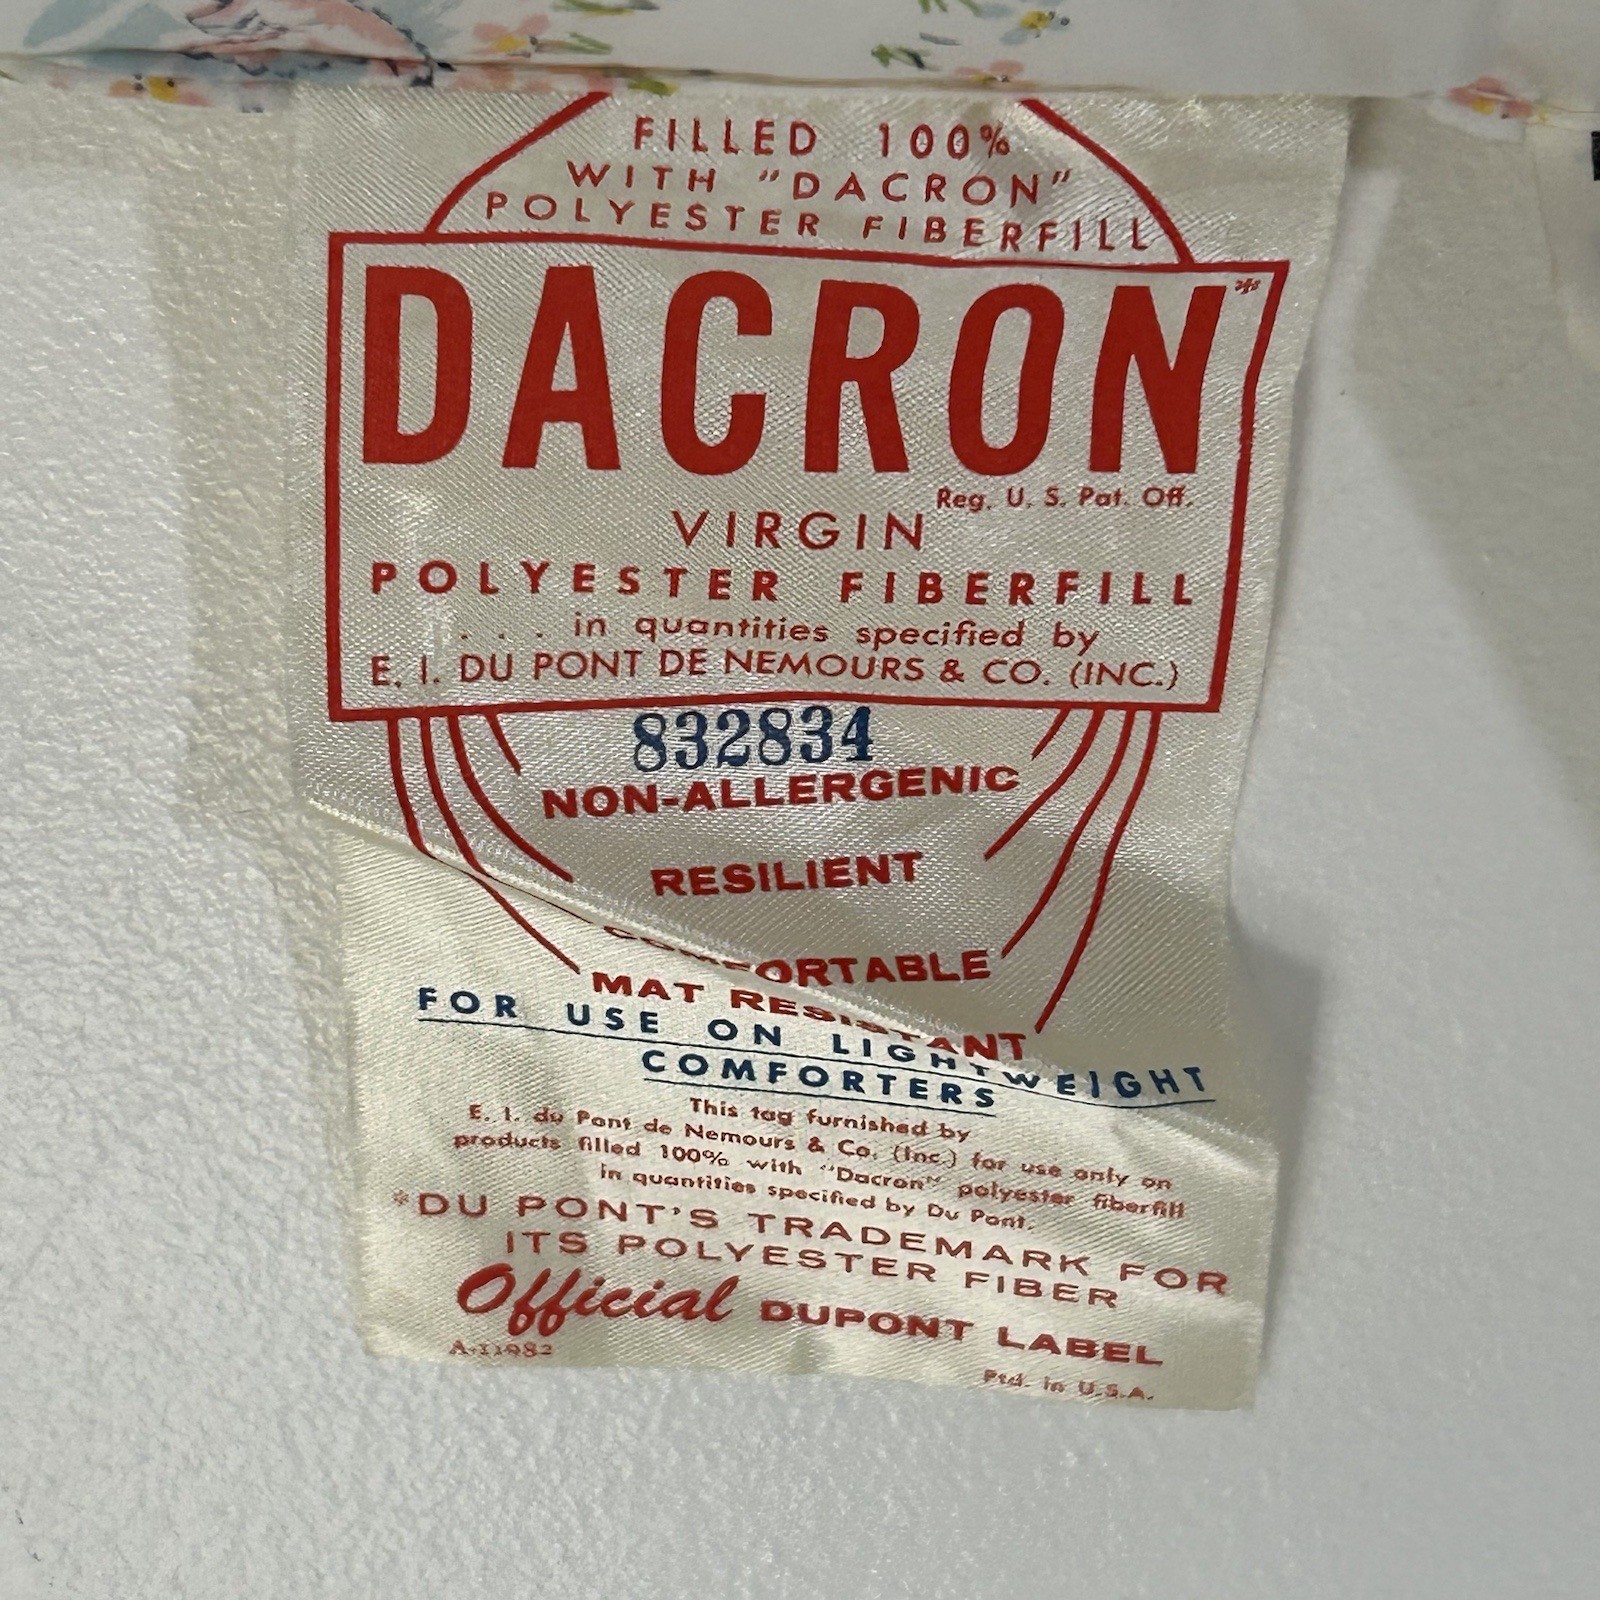 FILLED 100%
WITH "DACRON"
POLYESTER FIBERFILL
DACRON*
Reg. U. S. Pat. Off.
VIRGIN
POLYESTER FIBERFILL
. . . in quantities specified by
E. I. DU PONT DE NEMOURS & CO. (INC.)
832834
NON-ALLERGENIC
RESILIENT
COMFORTABLE
MAT RESISTANT
FOR USE ON LIGHTWEIGHT
COMFORTERS
This tag furnished by
E. I. du Pont de Nemours & Co. (Inc.) for use only on
products filled 100% with "Dacron" polyester fiberfill
in quantities specified by Du Pont.
*DU PONT'S TRADEMARK FOR
ITS POLYESTER FIBER
Official DUPONT LABEL
A-11982
Ptd. in U.S.A.